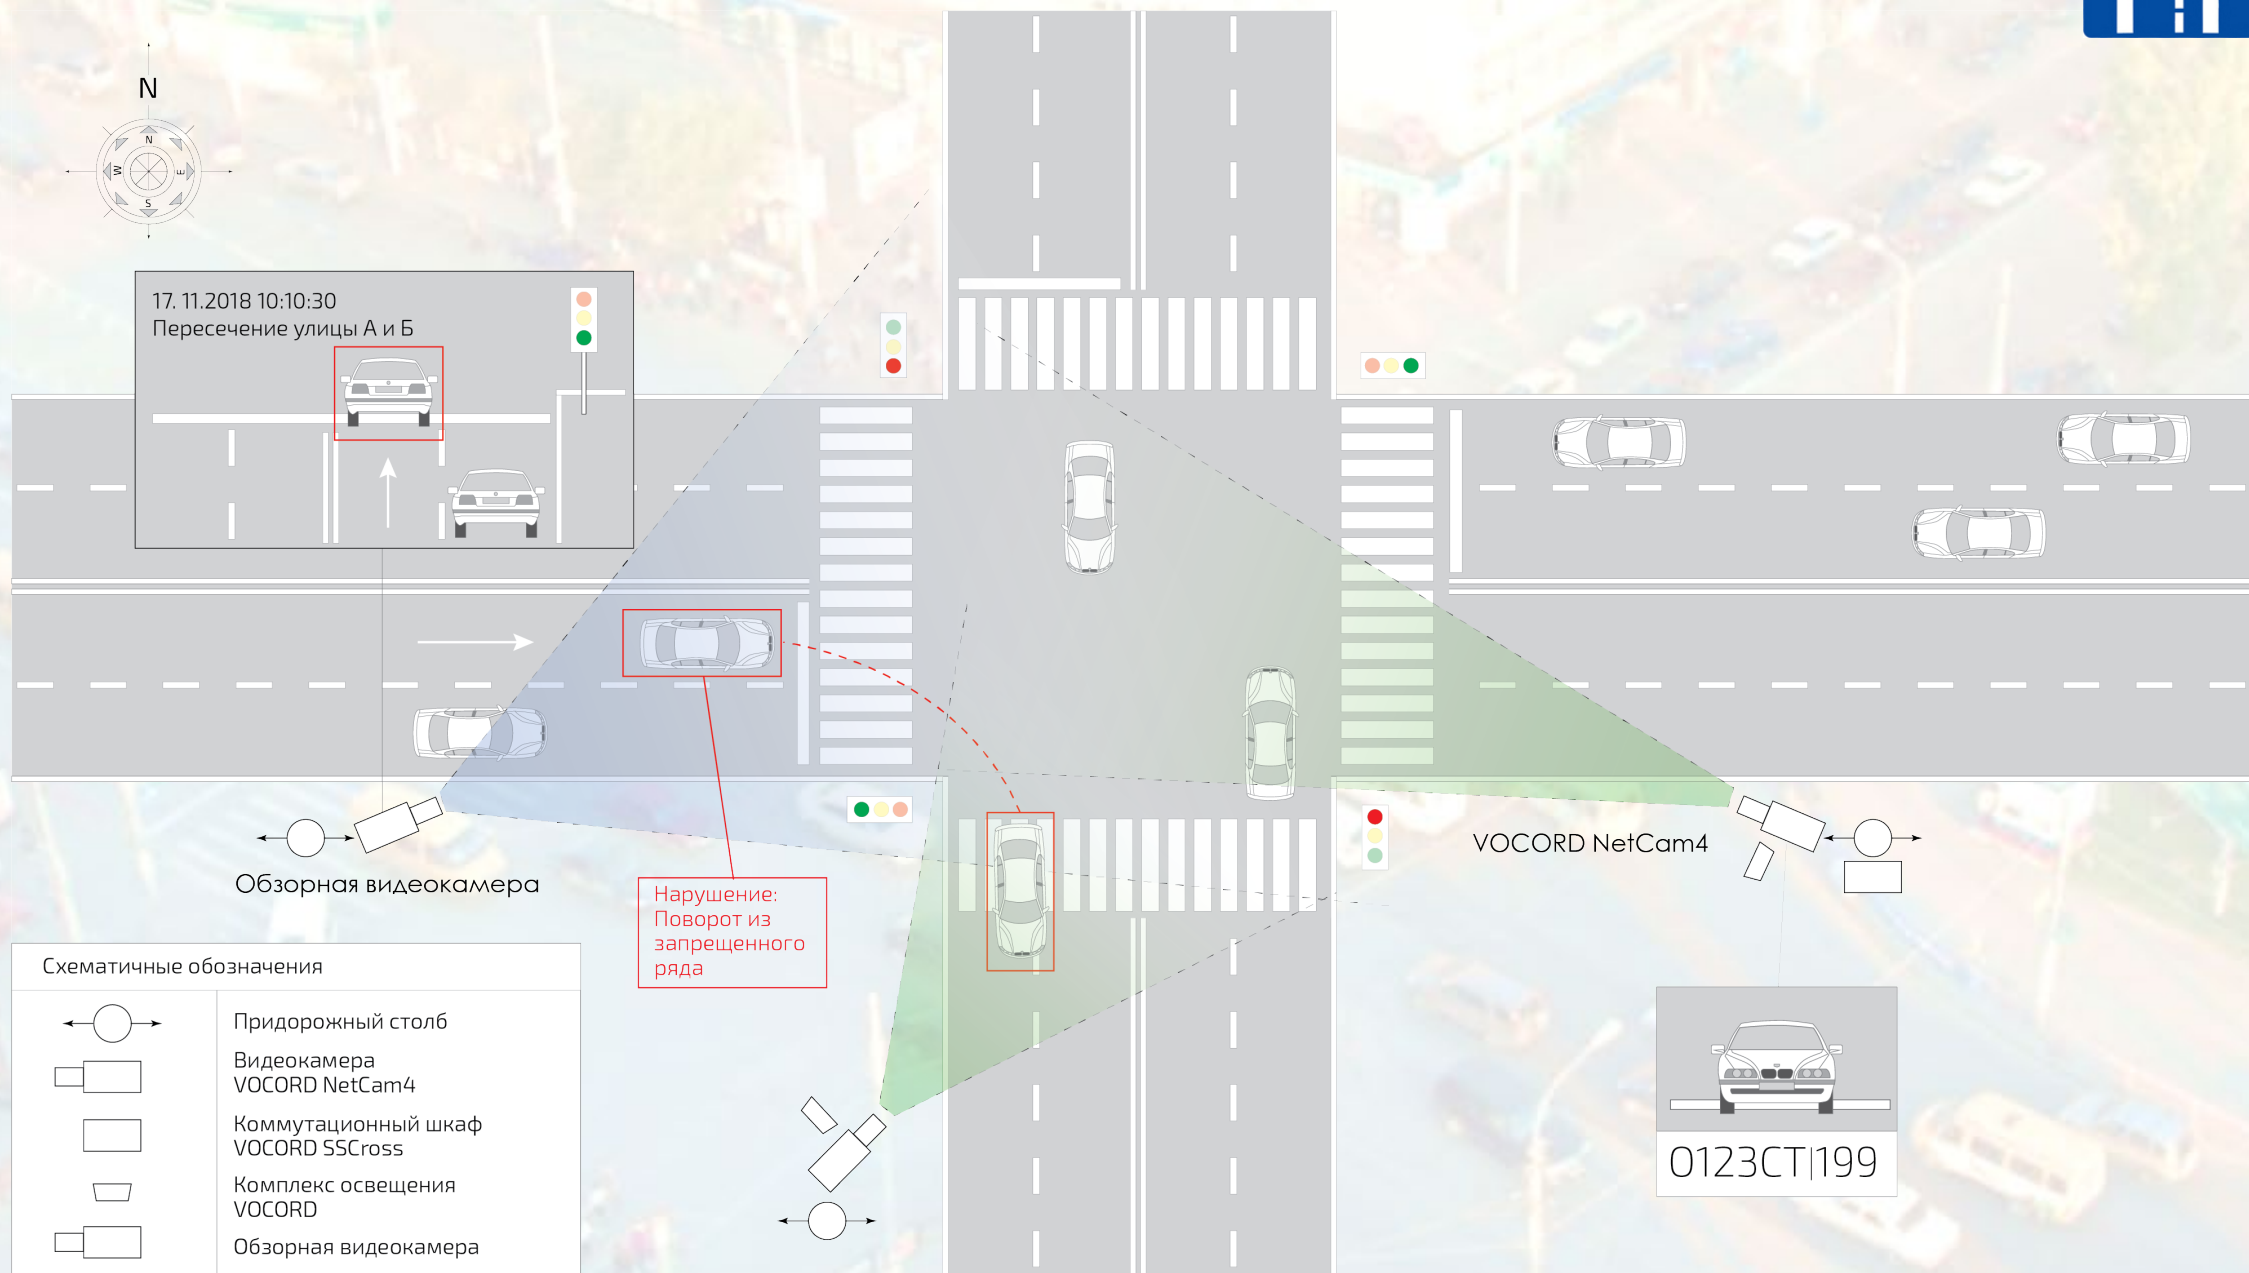 N
N
W
E
S
17. 11.2018 10:10:30
Пересечение улицы А и Б
Обзорная видеокамера
VOCORD NetCam4
Нарушение:
Поворот из
запрещенного
ряда
Схематичные обозначения
Придорожный столб
Видеокамера
VOCORD NetCam4
Коммутационный шкаф
VOCORD SSCross
Комплекс освещения
VOCORD
Обзорная видеокамера
О123СТ|199